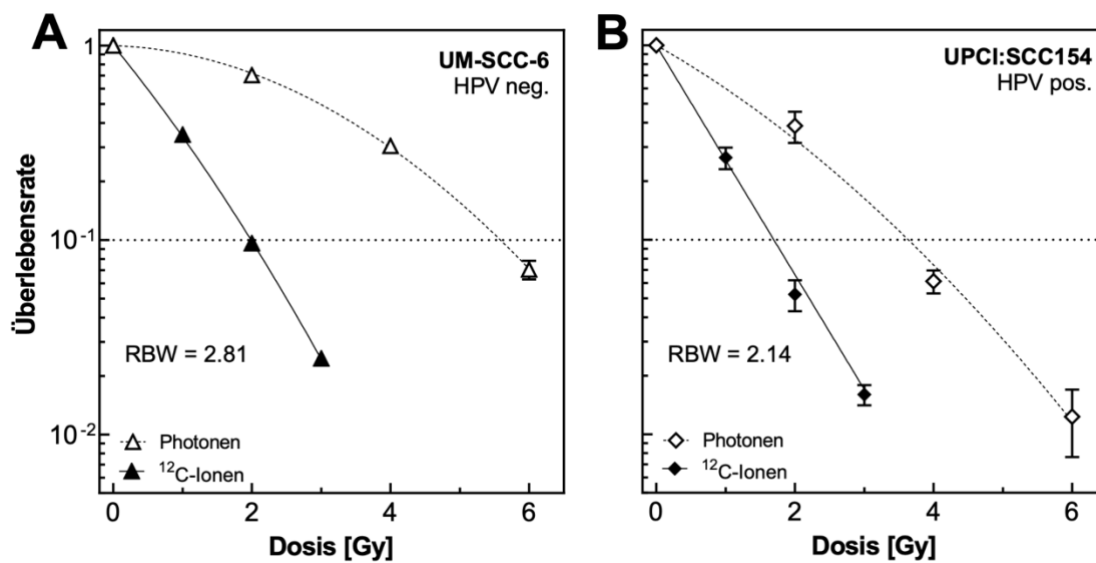 A
UM-SCC-6
HPV neg.
Überlebensrate
1
10⁻¹
10⁻²
RBW = 2.81
Photonen
¹²C-Ionen
0 2 4 6
Dosis [Gy]
B
UPCI:SCC154
HPV pos.
RBW = 2.14
Photonen
¹²C-Ionen
0 2 4 6
Dosis [Gy]